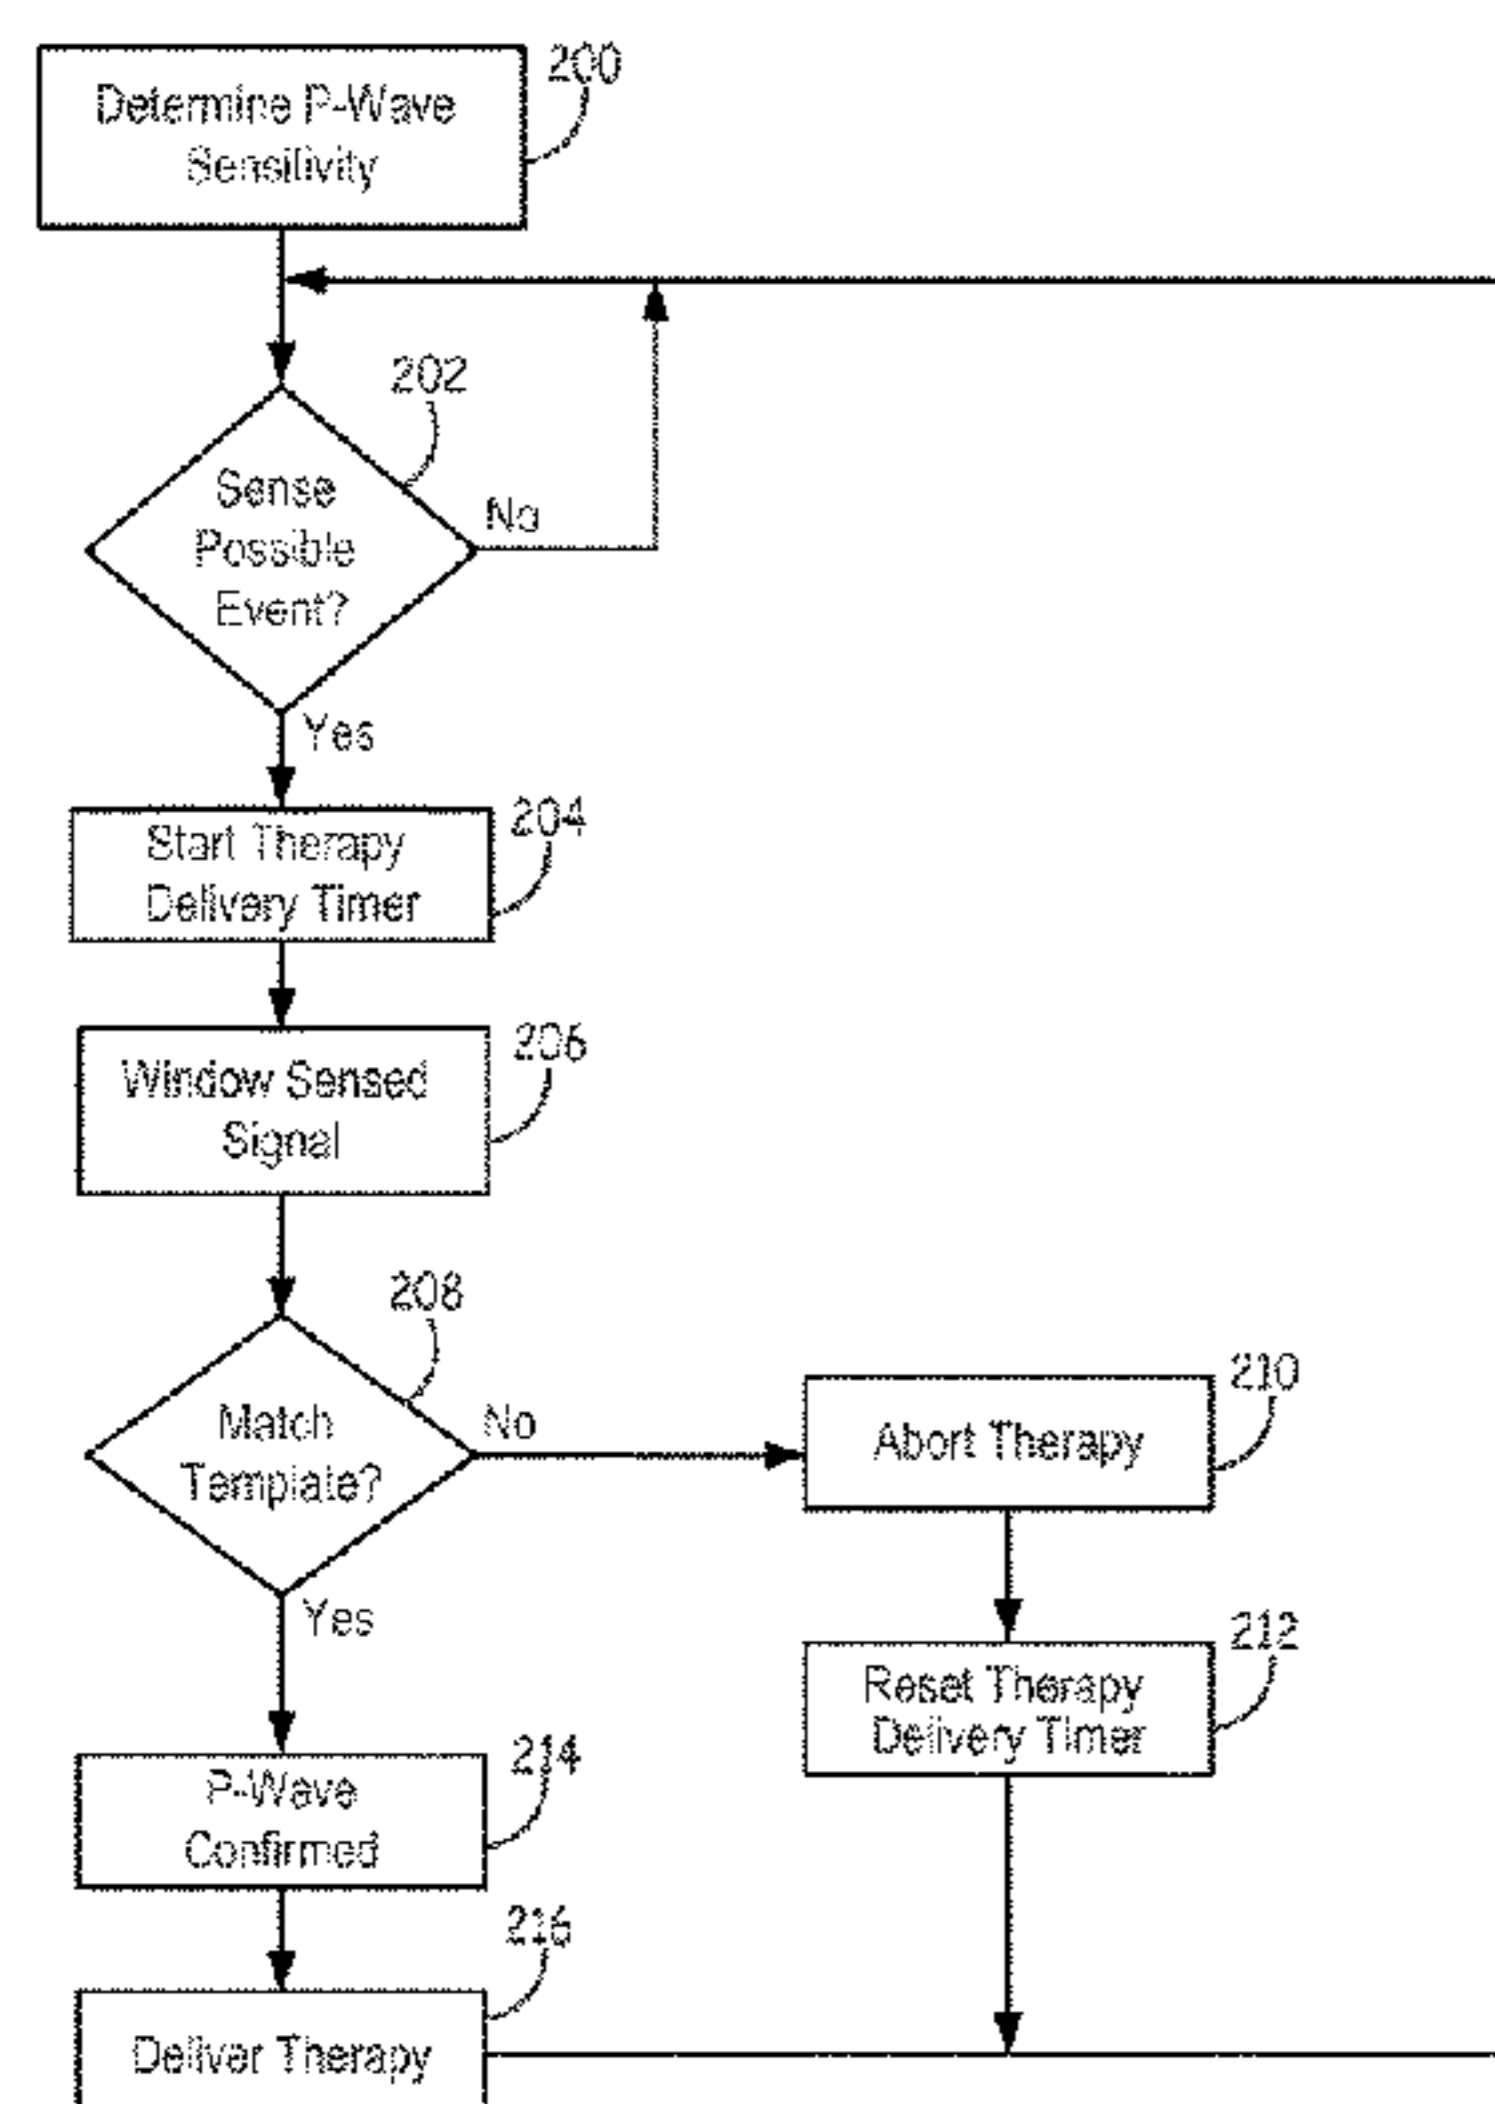 200
Determine P-Wave
Sensitivity
202
Sense
Possible
Event?
No
Yes
204
Start Therapy
Delivery Timer
206
Window Sensed
Signal
208
Match
Template?
No
Yes
210
Abort Therapy
212
Reset Therapy
Delivery Timer
214
P-Wave
Confirmed
216
Deliver Therapy